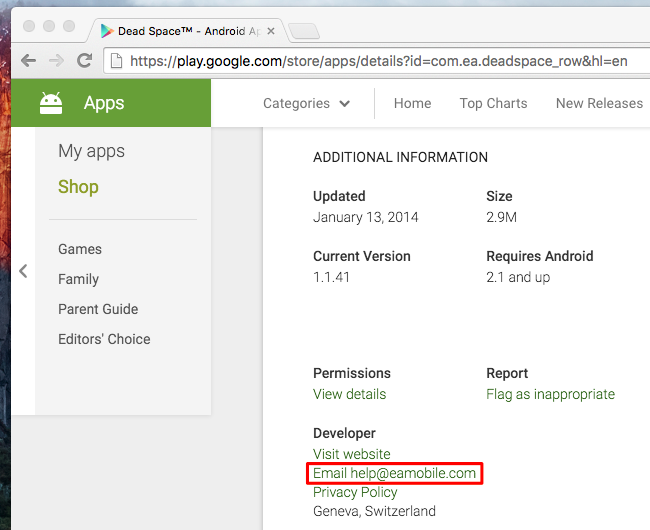 Dead Space™ - Android Ap
https://play.google.com/store/apps/details?id=com.ea.deadspace_row&hl=en
Apps
Categories Home Top Charts New Releases
My apps
Shop
Games
Family
Parent Guide
Editors' Choice
ADDITIONAL INFORMATION
Updated Size
January 13, 2014 2.9M
Current Version Requires Android
1.1.41 2.1 and up
Permissions Report
View details Flag as inappropriate
Developer
Visit website
Email help@eamobile.com
Privacy Policy
Geneva, Switzerland